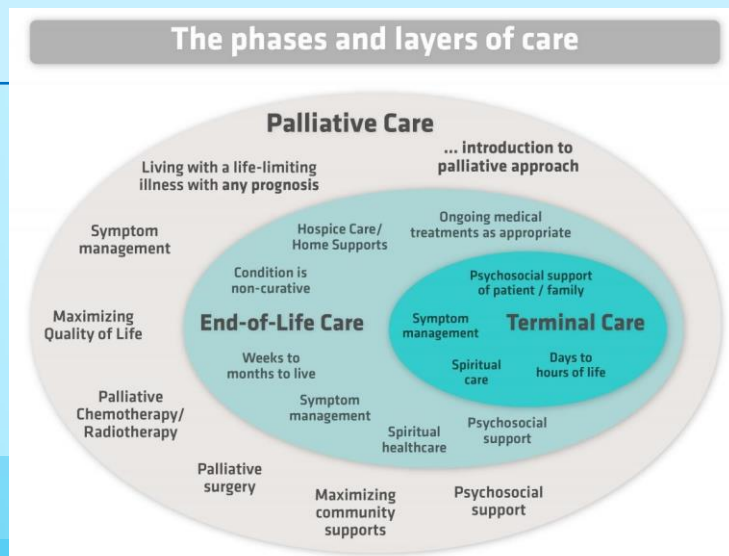 The phases and layers of care
Palliative Care
... introduction to
palliative approach
Living with a life-limiting
illness with any prognosis
Symptom
management
Maximizing
Quality of Life
Palliative
Chemotherapy/
Radiotherapy
Palliative
surgery
Maximizing
community
supports
Psychosocial
support
Hospice Care/
Home Supports
Ongoing medical
treatments as appropriate
Condition is
non-curative
End-of-Life Care
Weeks to
months to live
Symptom
management
Spiritual
healthcare
Psychosocial
support
Psychosocial support
of patient / family
Symptom
management
Terminal Care
Spiritual
care
Days to
hours of life